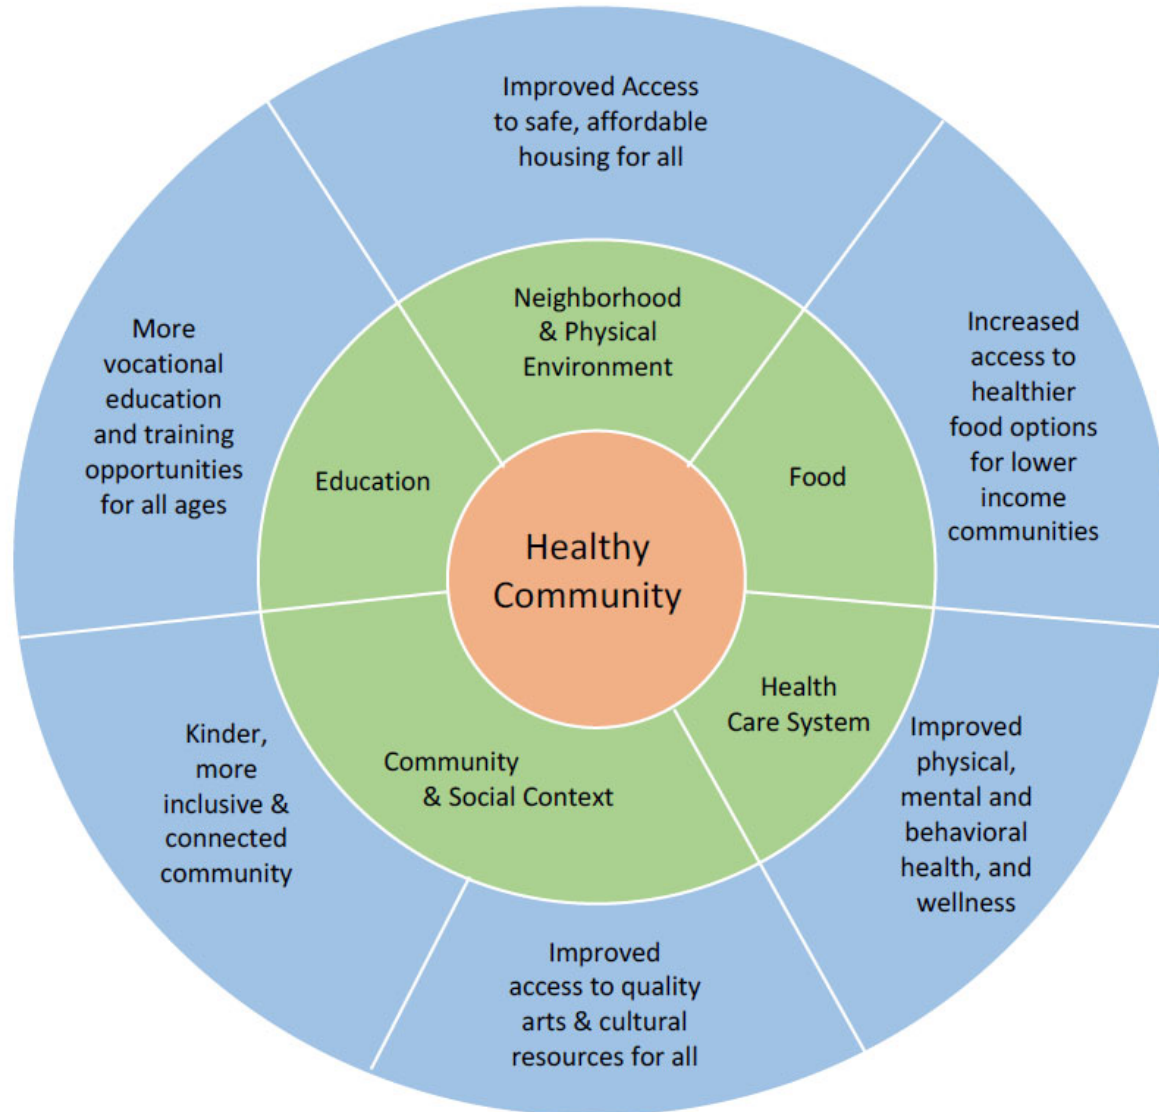 Improved Access
to safe, affordable
housing for all
Neighborhood
& Physical
Environment
More
vocational
education
and training
opportunities
for all ages
Increased
access to
healthier
food options
for lower
income
communities
Education
Food
Healthy
Community
Health
Care System
Community
& Social Context
Kinder,
more
inclusive &
connected
community
Improved
physical,
mental and
behavioral
health, and
wellness
Improved
access to quality
arts & cultural
resources for all